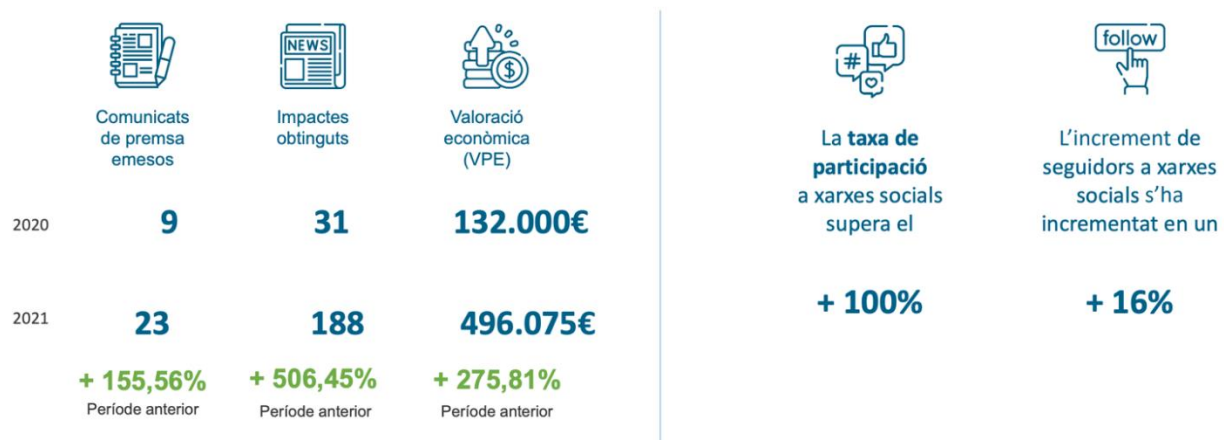 NEWS
Comunicats
de premsa
emesos
Impactes
obtinguts
Valoració
econòmica
(VPE)
2020
9
31
132.000€
2021
23
188
496.075€
+ 155,56%
Període anterior
+ 506,45%
Període anterior
+ 275,81%
Període anterior
#
La taxa de
participació
a xarxes socials
supera el
+ 100%
follow
L'increment de
seguidors a xarxes
socials s'ha
incrementat en un
+ 16%